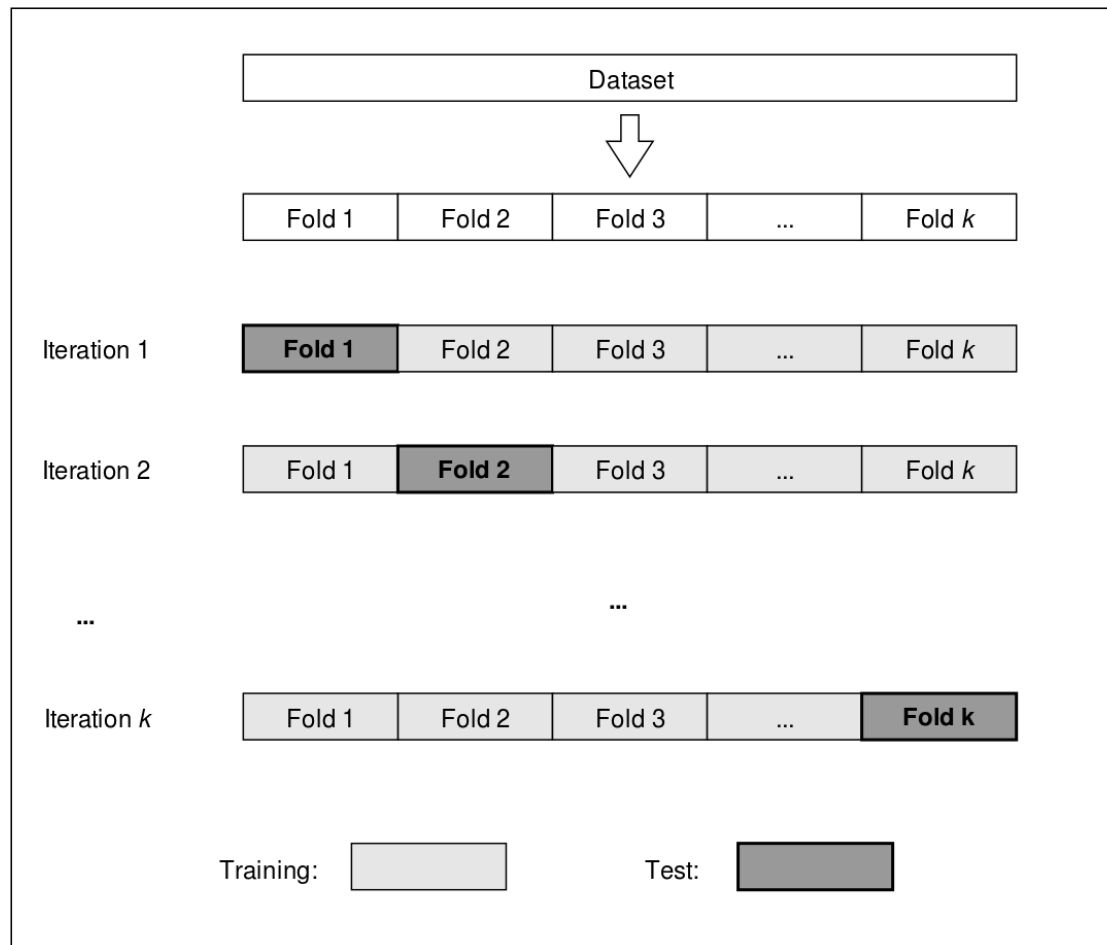 Dataset
Fold 1 Fold 2 Fold 3 ... Fold k
Iteration 1 Fold 1 Fold 2 Fold 3 ... Fold k
Iteration 2 Fold 1 Fold 2 Fold 3 ... Fold k
... ...
Iteration k Fold 1 Fold 2 Fold 3 ... Fold k
Training: Test: